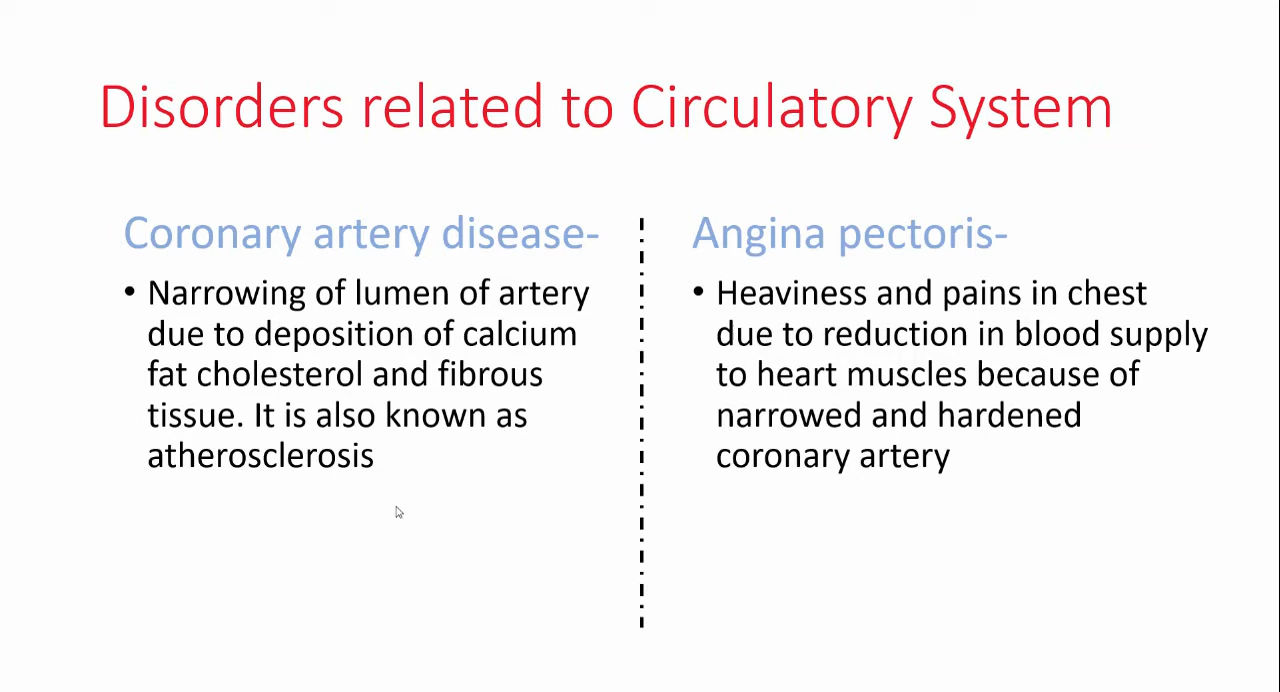 Disorders related to Circulatory System
Coronary artery disease-
• Narrowing of lumen of artery
due to deposition of calcium
fat cholesterol and fibrous
tissue. It is also known as
atherosclerosis
Angina pectoris-
• Heaviness and pains in chest
due to reduction in blood supply
to heart muscles because of
narrowed and hardened
coronary artery